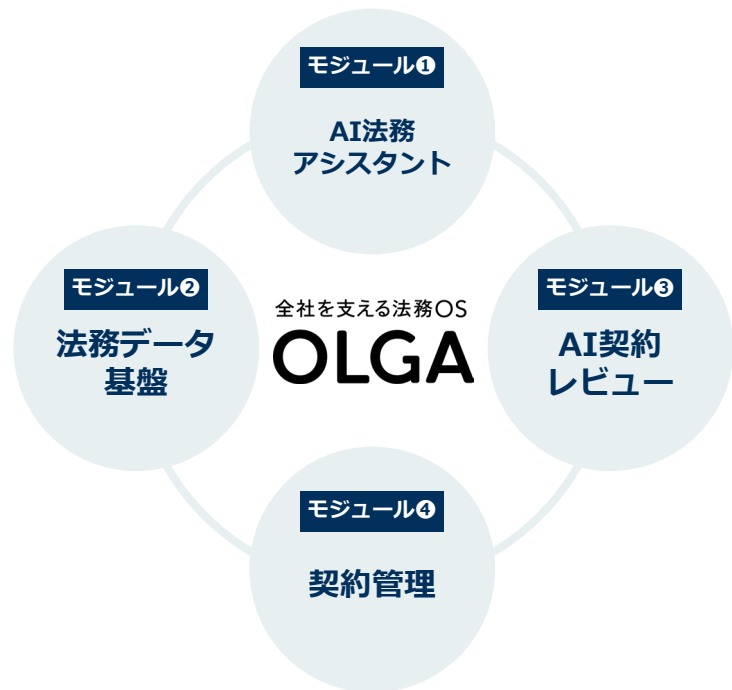 モジュール❶
AI法務
アシスタント
モジュール❷
法務データ
基盤
全社を支える法務OS
OLGA
モジュール❸
AI契約
レビュー
モジュール❹
契約管理